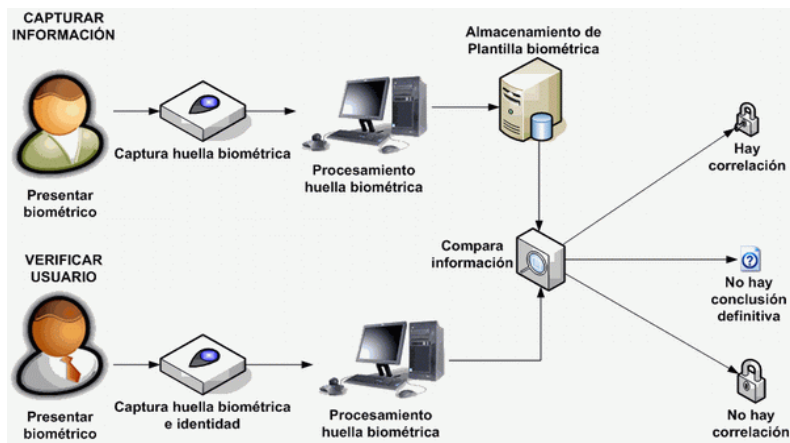 CAPTURAR
INFORMACIÓN
Presentar
biométrico
Captura huella biométrica
Procesamiento
huella biométrica
Almacenamiento de
Plantilla biométrica
Hay
correlación
Compara
información
No hay
conclusión
definitiva
No hay
correlación
VERIFICAR
USUARIO
Presentar
biométrico
Captura huella biométrica
e identidad
Procesamiento
huella biométrica